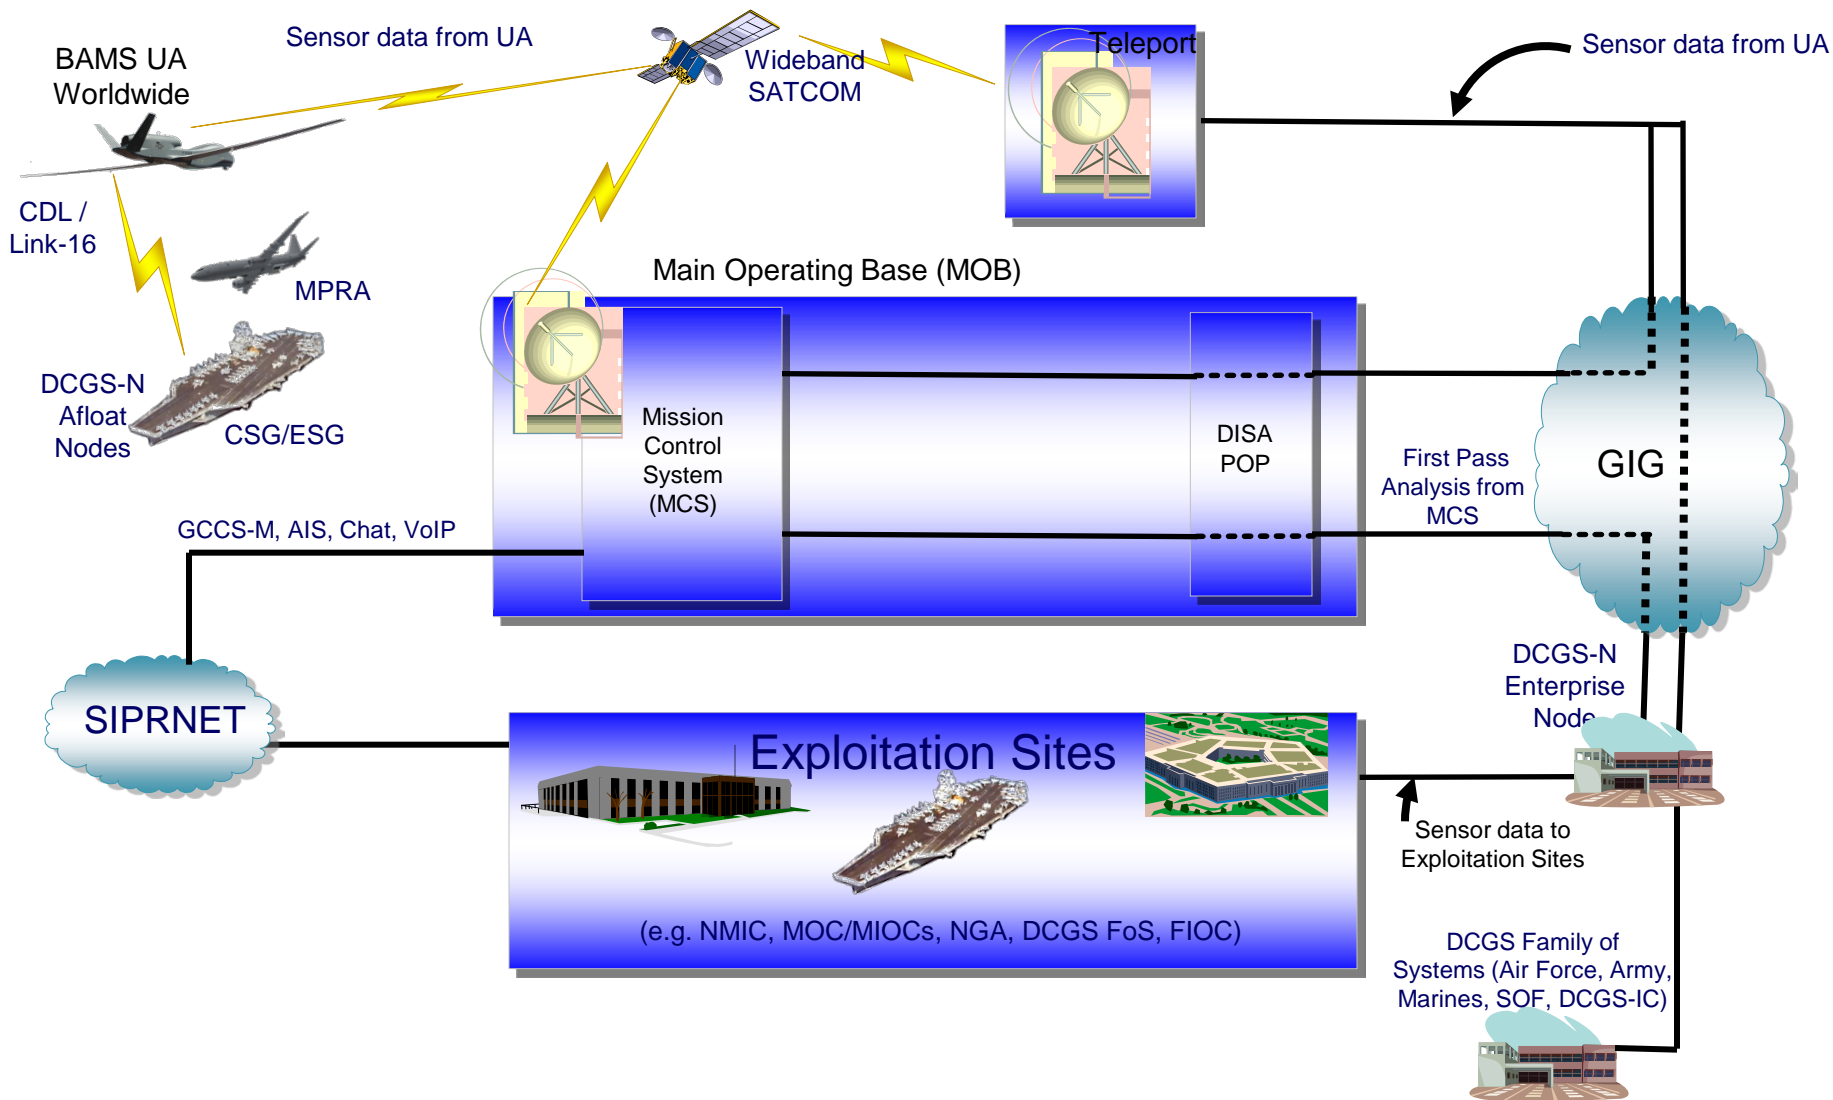 Sensor data from UA
BAMS UA
Worldwide
Wideband
SATCOM
Teleport
Sensor data from UA
CDL /
Link-16
MPRA
Main Operating Base (MOB)
DCGS-N
Afloat
Nodes
CSG/ESG
Mission
Control
System
(MCS)
DISA
POP
First Pass
Analysis from
MCS
GIG
GCCS-M, AIS, Chat, VoIP
SIPRNET
DCGS-N
Enterprise
Node
Exploitation Sites
(e.g. NMIC, MOC/MIOCs, NGA, DCGS FoS, FIOC)
Sensor data to
Exploitation Sites
DCGS Family of
Systems (Air Force, Army,
Marines, SOF, DCGS-IC)